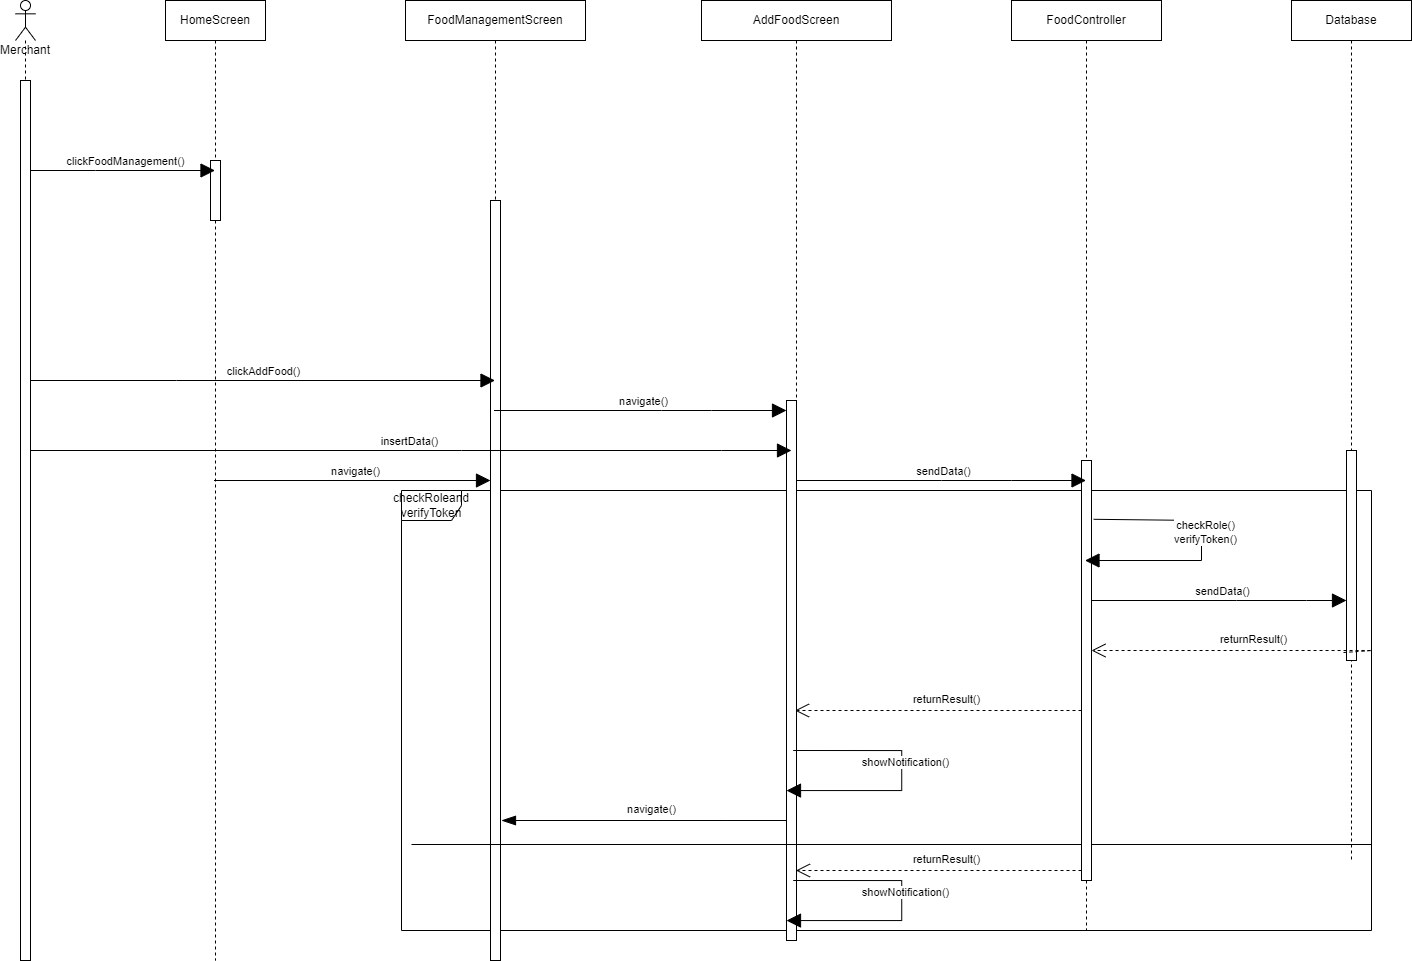 HomeScreen
FoodManagementScreen
AddFoodScreen
FoodController
Database
Merchant
clickFoodManagement()
clickAddFood()
navigate()
insertData()
navigate()
sendData()
checkRoleand
verifyToken
checkRole()
verifyToken()
sendData()
returnResult()
returnResult()
showNotification()
navigate()
returnResult()
showNotification()